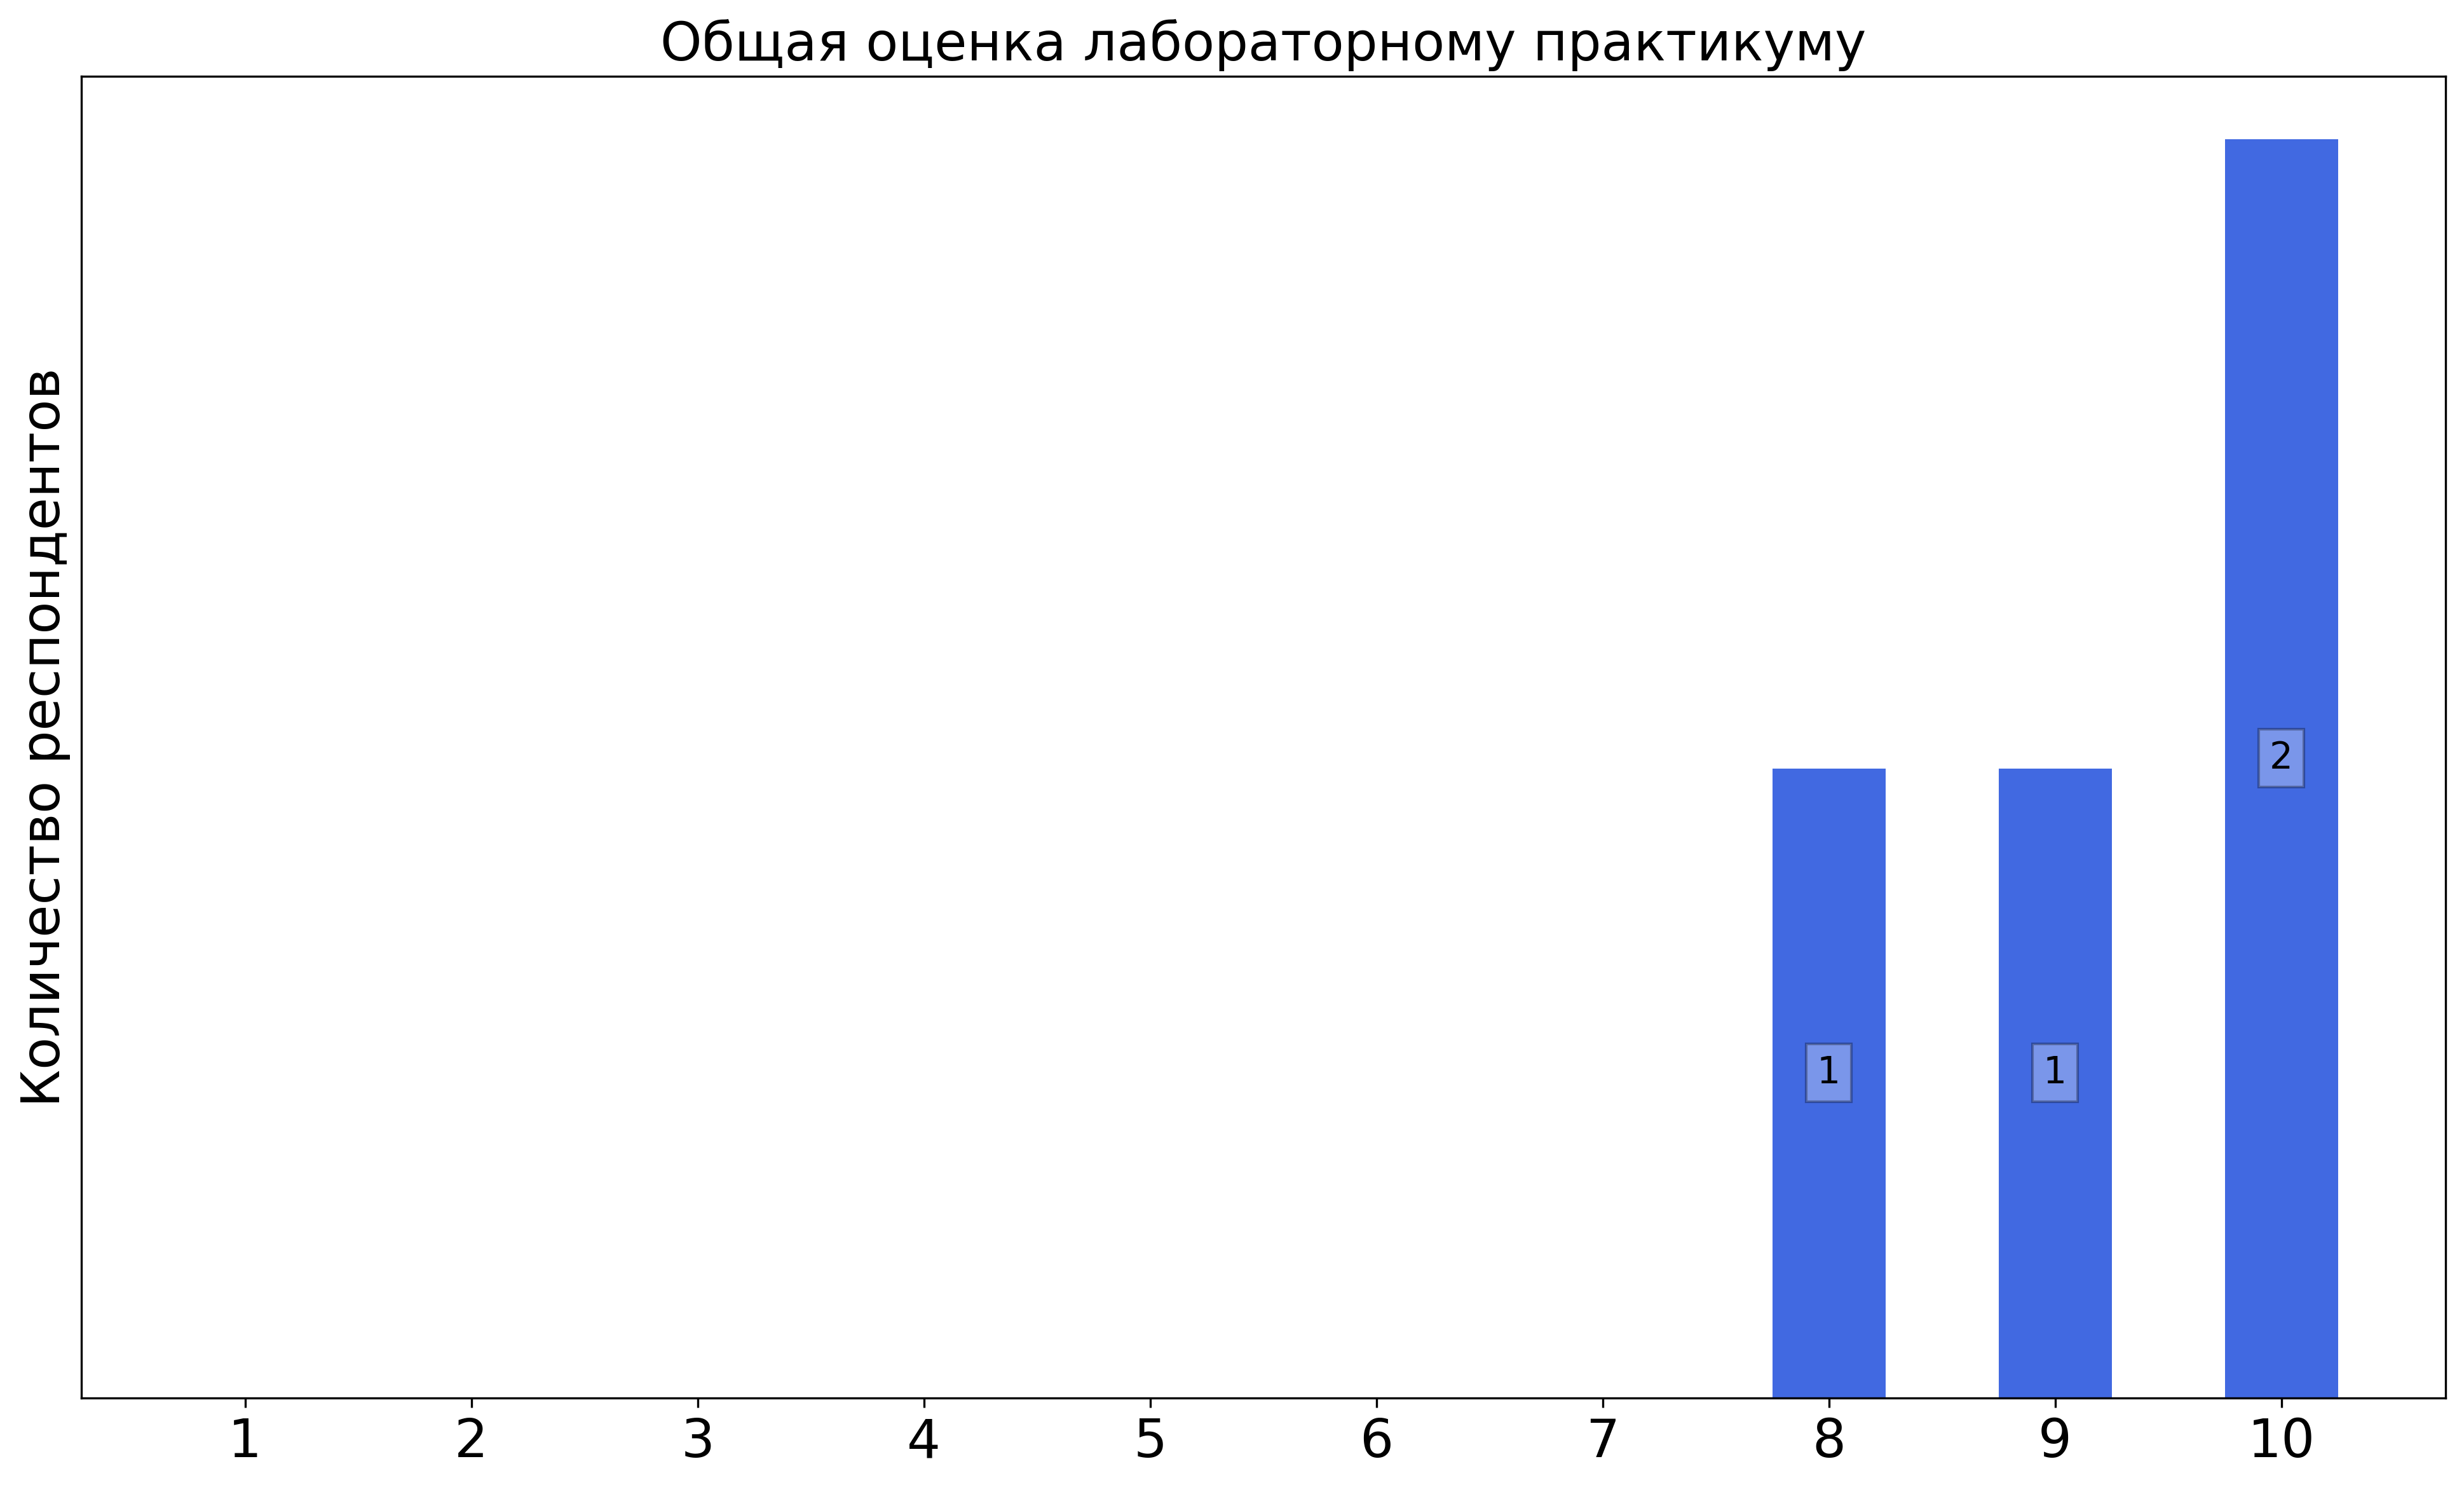 Общая оценка лабораторному практикуму
Количество респондентов
2
1 1
1 2 3 4 5 6 7 8 9 10